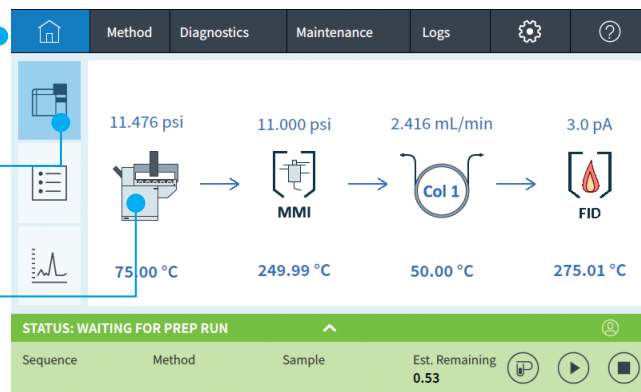 Method Diagnostics Maintenance Logs ?
11.476 psi 11.000 psi 2.416 mL/min 3.0 pA
Col 1
MMI FID
75.00 °C 249.99 °C 50.00 °C 275.01 °C
STATUS: WAITING FOR PREP RUN
Sequence Method Sample Est. Remaining
0.53
P